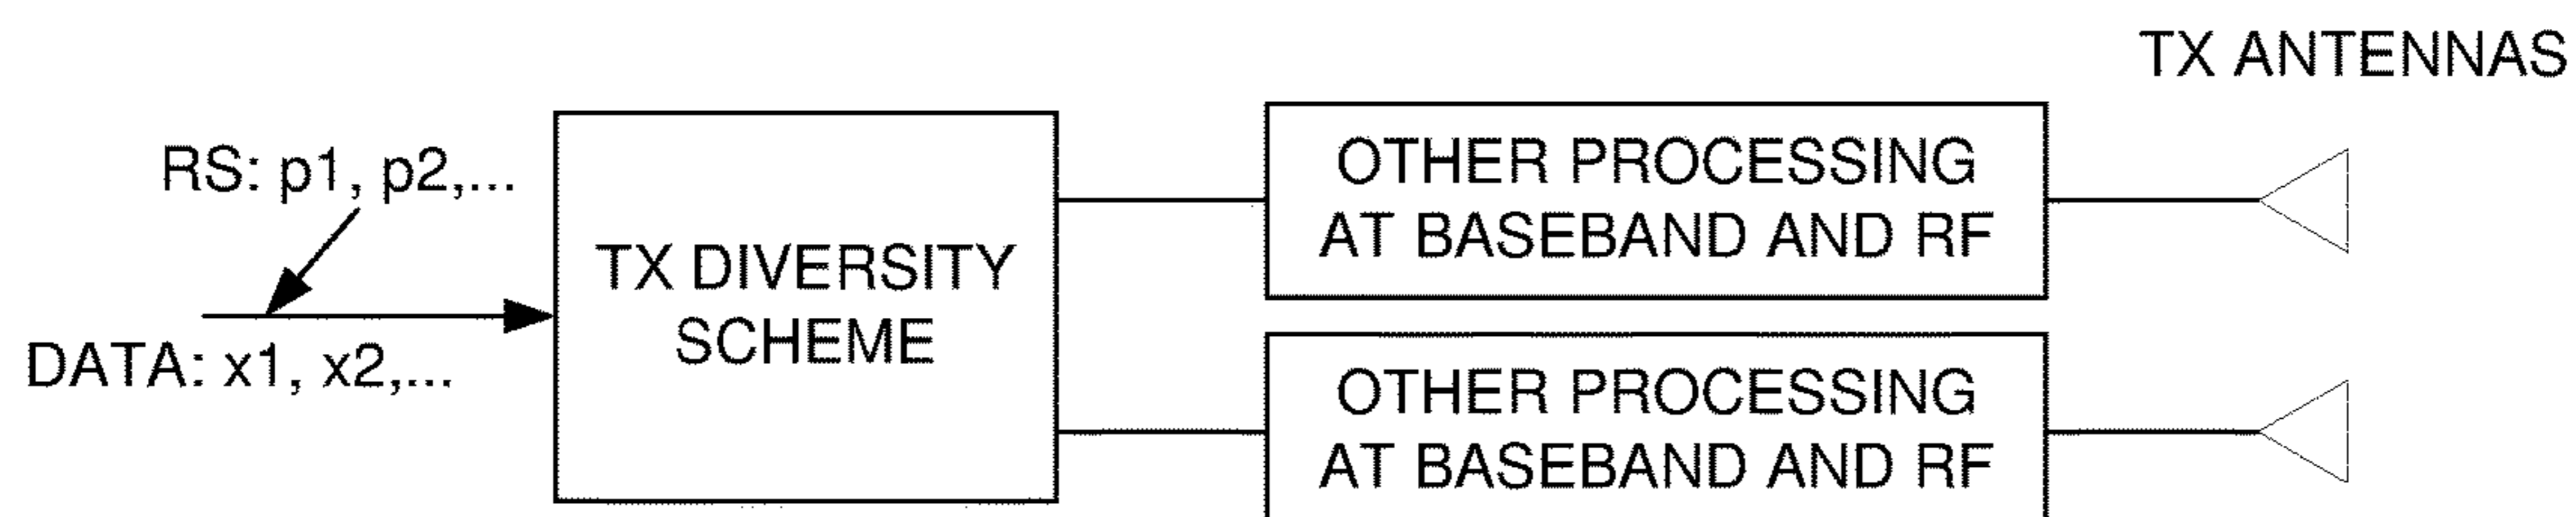 TX ANTENNAS
RS: p1, p2,...
DATA: x1, x2,...
TX DIVERSITY
SCHEME
OTHER PROCESSING
AT BASEBAND AND RF
OTHER PROCESSING
AT BASEBAND AND RF